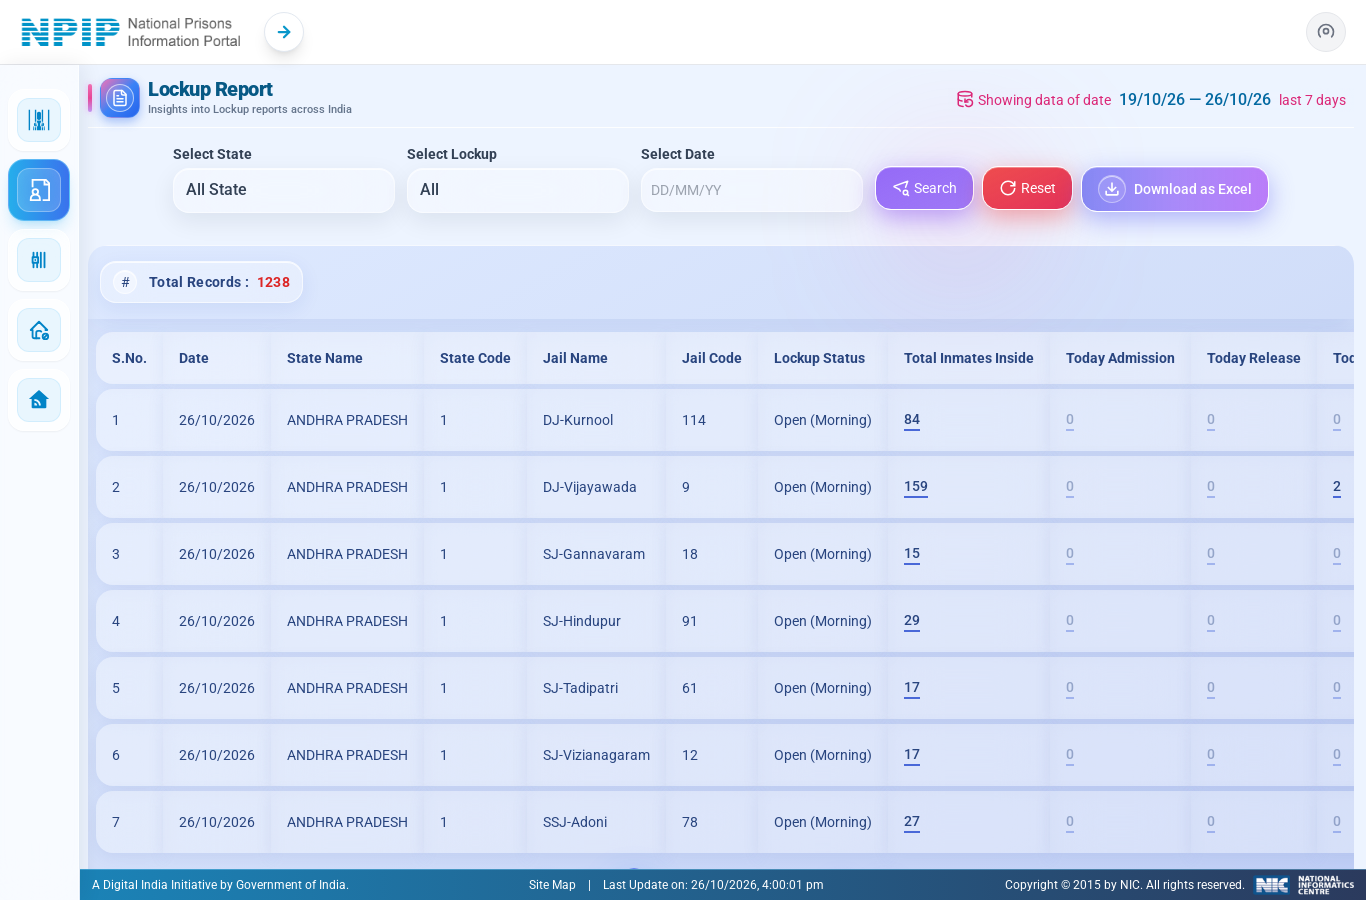 NPIP National Prisons
Information Portal
Lockup Report
Insights into Lockup reports across India
Showing data of date 19/10/26 — 26/10/26 last 7 days
Select State
All State
Select Lockup
All
Select Date
DD/MM/YY
Search
Reset
Download as Excel
# Total Records : 1238
S.No. Date State Name State Code Jail Name Jail Code Lockup Status Total Inmates Inside Today Admission Today Release
1 26/10/2026 ANDHRA PRADESH 1 DJ-Kurnool 114 Open (Morning) 84 0 0 0
2 26/10/2026 ANDHRA PRADESH 1 DJ-Vijayawada 9 Open (Morning) 159 0 0 2
3 26/10/2026 ANDHRA PRADESH 1 SJ-Gannavaram 18 Open (Morning) 15 0 0 0
4 26/10/2026 ANDHRA PRADESH 1 SJ-Hindupur 91 Open (Morning) 29 0 0 0
5 26/10/2026 ANDHRA PRADESH 1 SJ-Tadipatri 61 Open (Morning) 17 0 0 0
6 26/10/2026 ANDHRA PRADESH 1 SJ-Vizianagaram 12 Open (Morning) 17 0 0 0
7 26/10/2026 ANDHRA PRADESH 1 SSJ-Adoni 78 Open (Morning) 27 0 0 0
A Digital India Initiative by Government of India.
Site Map | Last Update on: 26/10/2026, 4:00:01 pm
Copyright © 2015 by NIC. All rights reserved.
NIC NATIONAL
INFORMATICS
CENTRE